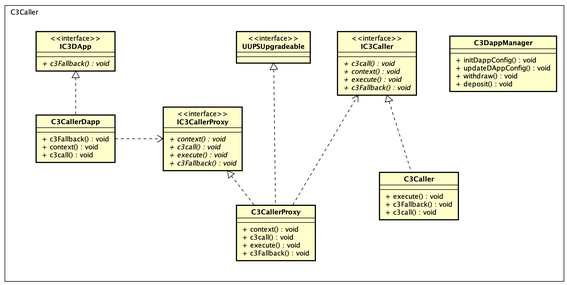 C3Caller
<<interface>>
IC3DApp
+ c3Fallback() : void
<<interface>>
UUPSUpgradeable
<<interface>>
IC3Caller
+ c3call() : void
+ context() : void
+ execute() : void
+ c3Fallback() : void
C3DappManager
+ initDappConfig() : void
+ updateDAppConfig() : void
+ withdraw() : void
+ deposit() : void
C3CallerDapp
+ c3Fallback() : void
+ context() : void
+ c3call() : void
<<interface>>
IC3CallerProxy
+ context() : void
+ c3call() : void
+ execute() : void
+ c3Fallback() : void
C3Caller
+ execute() : void
+ c3Fallback() : void
+ c3call() : void
C3CallerProxy
+ context() : void
+ c3call() : void
+ execute() : void
+ c3Fallback() : void